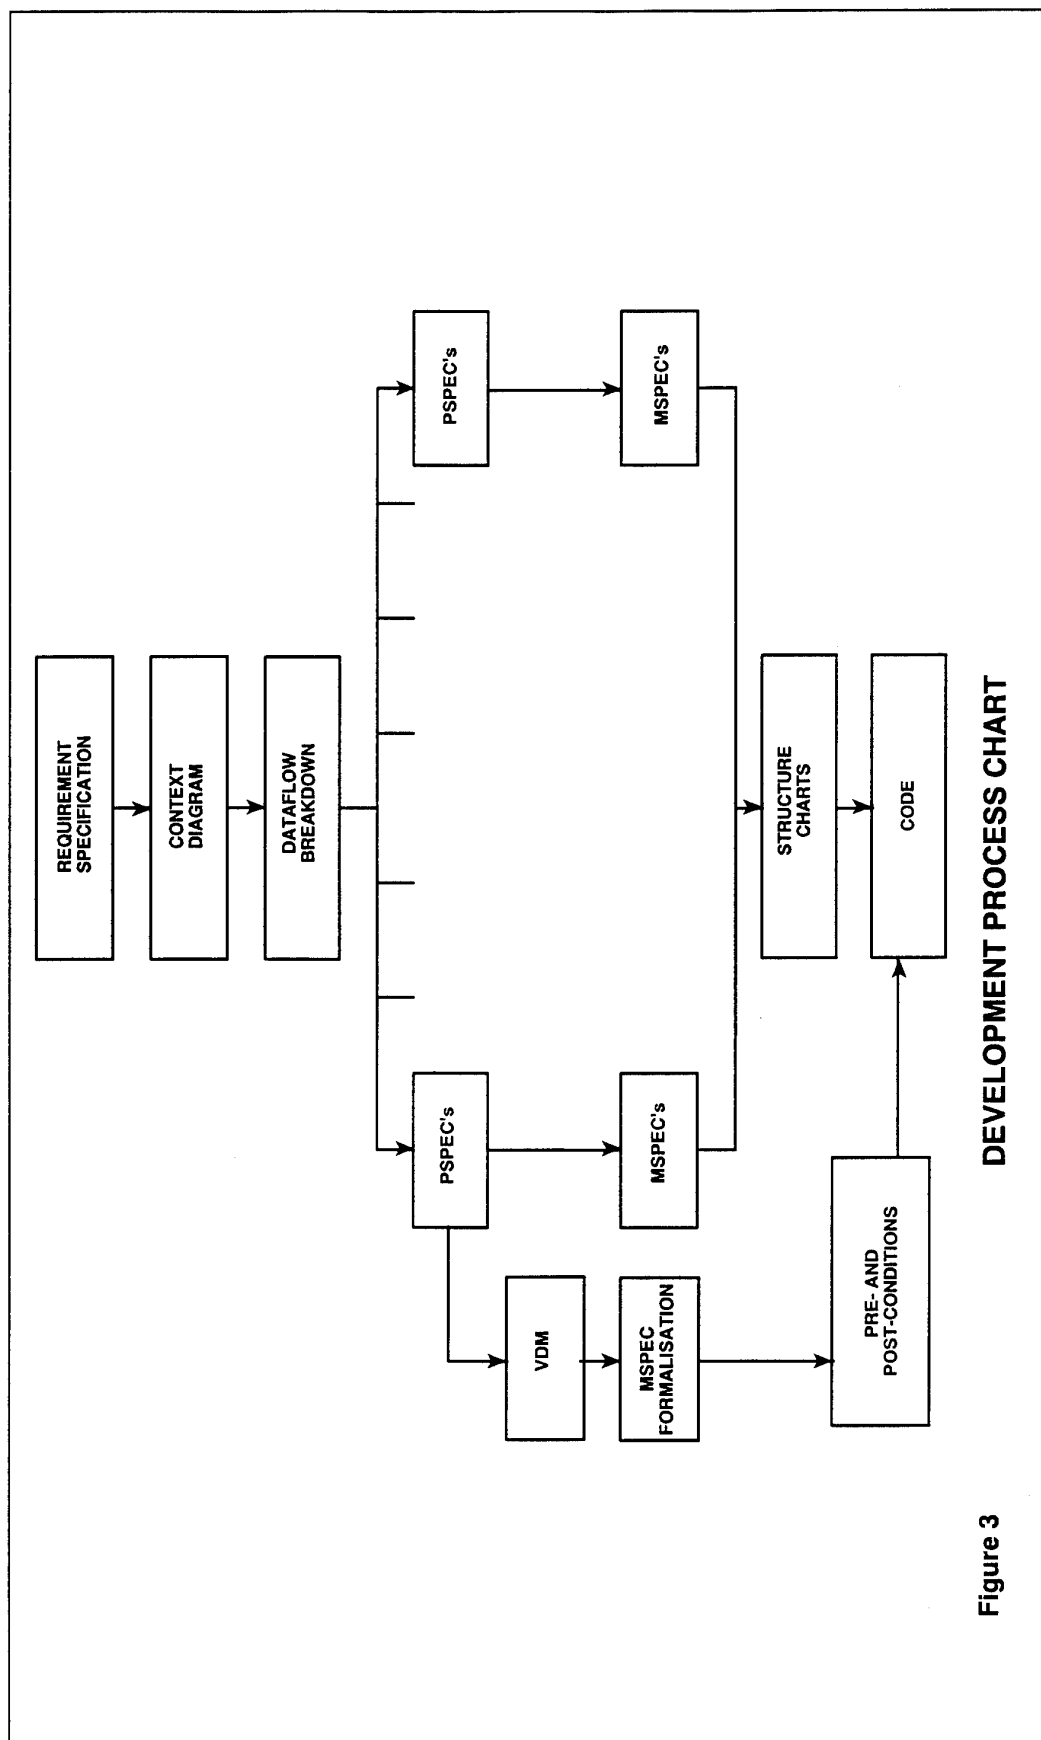 REQUIREMENT
SPECIFICATION
CONTEXT
DIAGRAM
DATAFLOW
BREAKDOWN
PSPEC's
PSPEC's
VDM
MSPEC
FORMALISATION
MSPEC's
MSPEC's
STRUCTURE
CHARTS
PRE- AND
POST-CONDITIONS
CODE
Figure 3
DEVELOPMENT PROCESS CHART